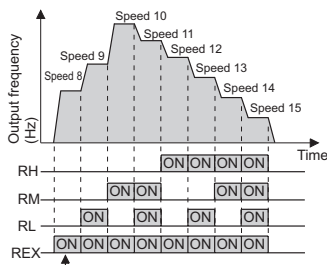 Output frequency
(Hz)
Speed 8
Speed 9
Speed 10
Speed 11
Speed 12
Speed 13
Speed 14
Speed 15
Time
RH
ON ON ON ON
RM
ON ON ON ON
RL
ON ON ON ON
REX
ON ON ON ON ON ON ON ON